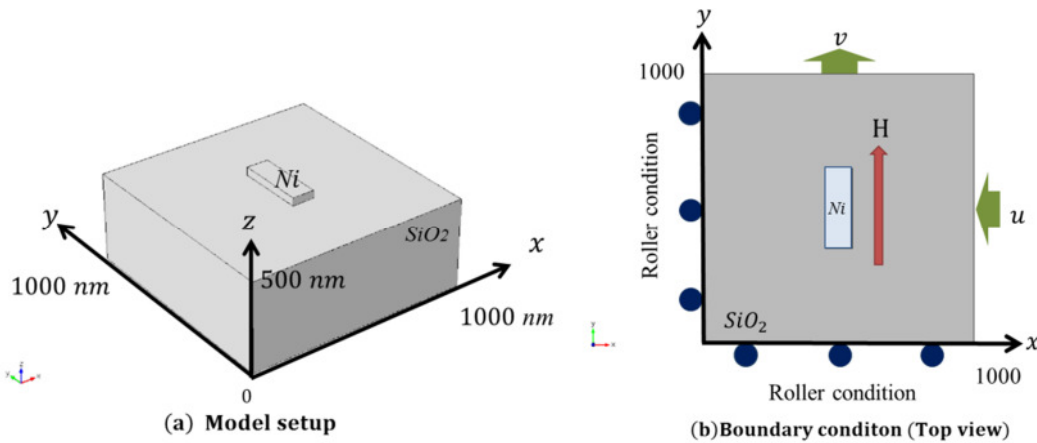 Ni
y
z
SiO2
x
500 nm
1000 nm
1000 nm
0
(a) Model setup
y
v
1000
H
Roller condition
Ni
u
SiO2
x
1000
Roller condition
(b)Boundary conditon (Top view)